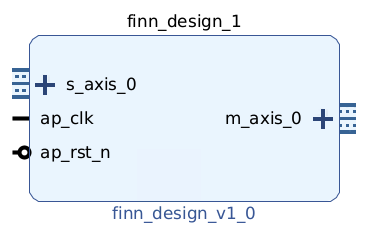 finn_design_1
s_axis_0
ap_clk
m_axis_0
ap_rst_n
finn_design_v1_0